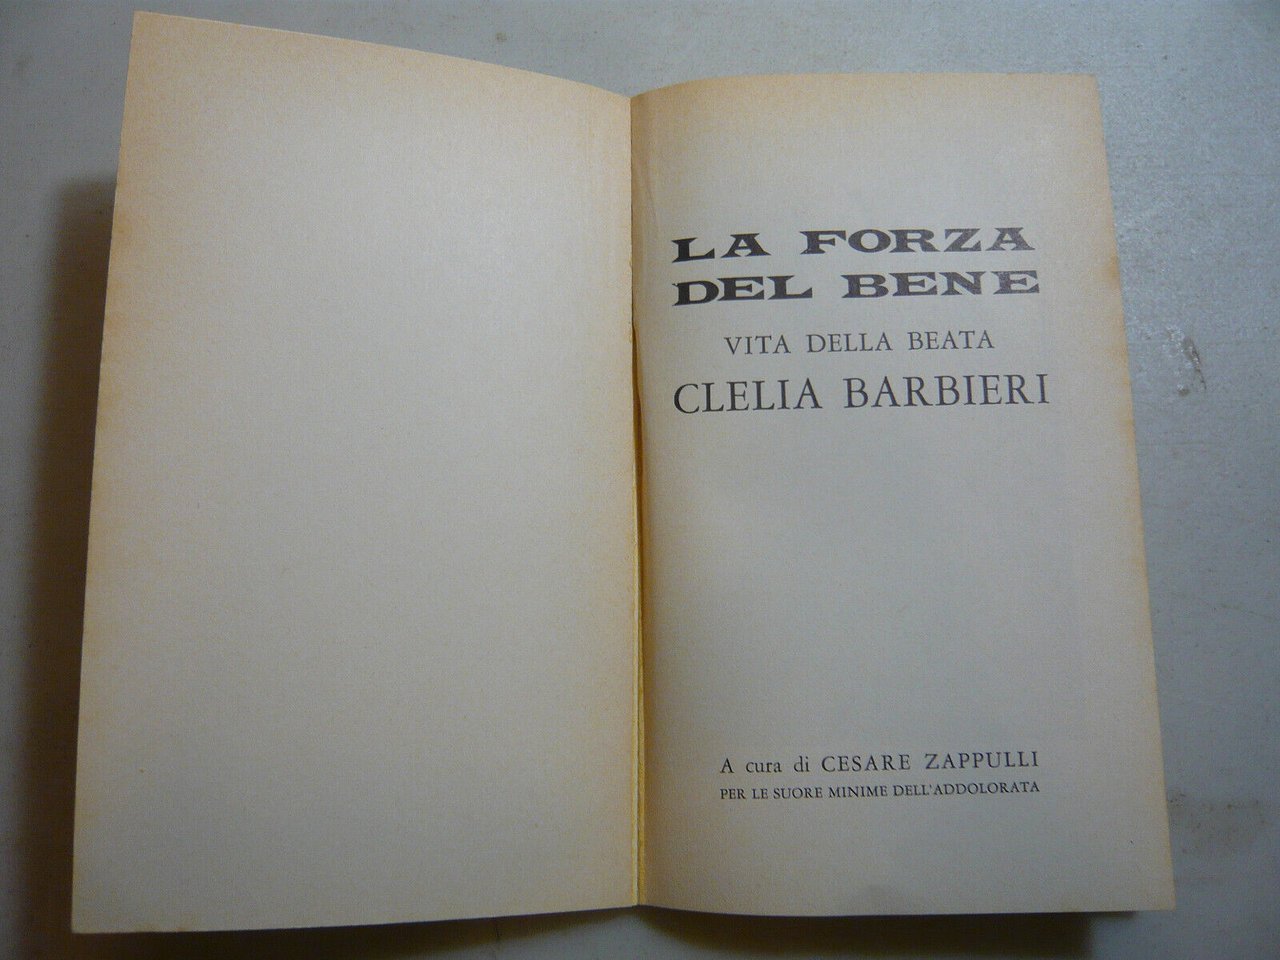 LA FORZA
DEL BENE
VITA DELLA BEATA
CLELIA BARBIERI
A cura di CESARE ZAPPULLI
PER LE SUORE MINIME DELL'ADDOLORATA